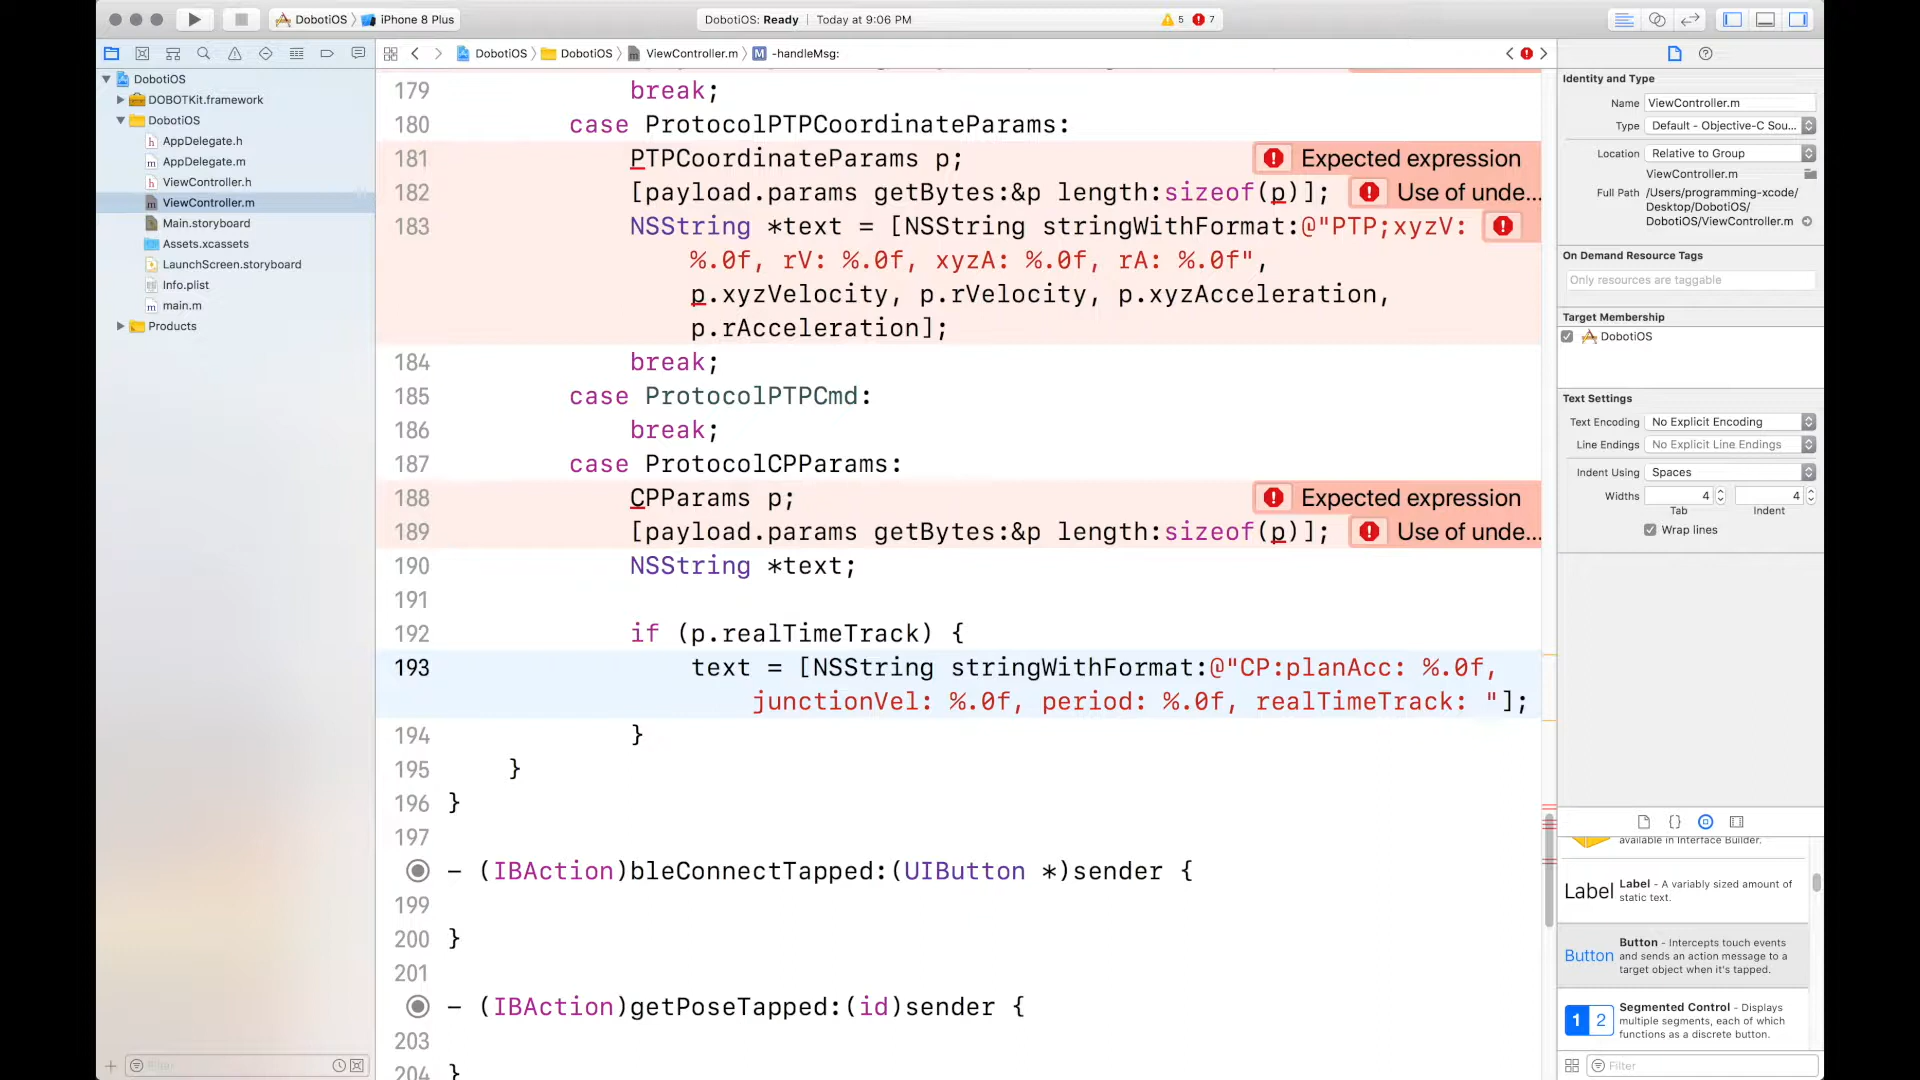 DobotiOS 〉 iPhone 8 Plus
DobotiOS: Ready | Today at 9:06 PM
5
7
DobotiOS 〉 DobotiOS 〉 ViewController.m 〉 M -handleMsg:
DobotiOS
DOBOTKit.framework
DobotiOS
AppDelegate.h
AppDelegate.m
ViewController.h
ViewController.m
Main.storyboard
Assets.xcassets
LaunchScreen.storyboard
Info.plist
main.m
Products
Filter
179 break;
180 case ProtocolPTPCoordinateParams:
181 PTPCoordinateParams p; Expected expression
182 [payload.params getBytes:&p length:sizeof(p)]; Use of unde...
183 NSString *text = [NSString stringWithFormat:@"PTP;xyzV:
%.0f, rV: %.0f, xyzA: %.0f, rA: %.0f",
p.xyzVelocity, p.rVelocity, p.xyzAcceleration,
p.rAcceleration];
184 break;
185 case ProtocolPTPCmd:
186 break;
187 case ProtocolCPParams:
188 CPParams p; Expected expression
189 [payload.params getBytes:&p length:sizeof(p)]; Use of unde...
190 NSString *text;
191
192 if (p.realTimeTrack) {
193 text = [NSString stringWithFormat:@"CP:planAcc: %.0f,
junctionVel: %.0f, period: %.0f, realTimeTrack: "];
194 }
195 }
196 }
197
- (IBAction)bleConnectTapped:(UIButton *)sender {
199
200 }
201
- (IBAction)getPoseTapped:(id)sender {
203
204 }
Identity and Type
Name ViewController.m
Type Default - Objective-C Sou...
Location Relative to Group
ViewController.m
Full Path /Users/programming-xcode/
Desktop/DobotiOS/
DobotiOS/ViewController.m
On Demand Resource Tags
Only resources are taggable
Target Membership
DobotiOS
Text Settings
Text Encoding No Explicit Encoding
Line Endings No Explicit Line Endings
Indent Using Spaces
Widths 4 4
Tab Indent
Wrap lines
available in Interface Builder.
Label Label - A variably sized amount of
static text.
Button Button - Intercepts touch events
and sends an action message to a
target object when it's tapped.
1 2 Segmented Control - Displays
multiple segments, each of which
functions as a discrete button.
Filter